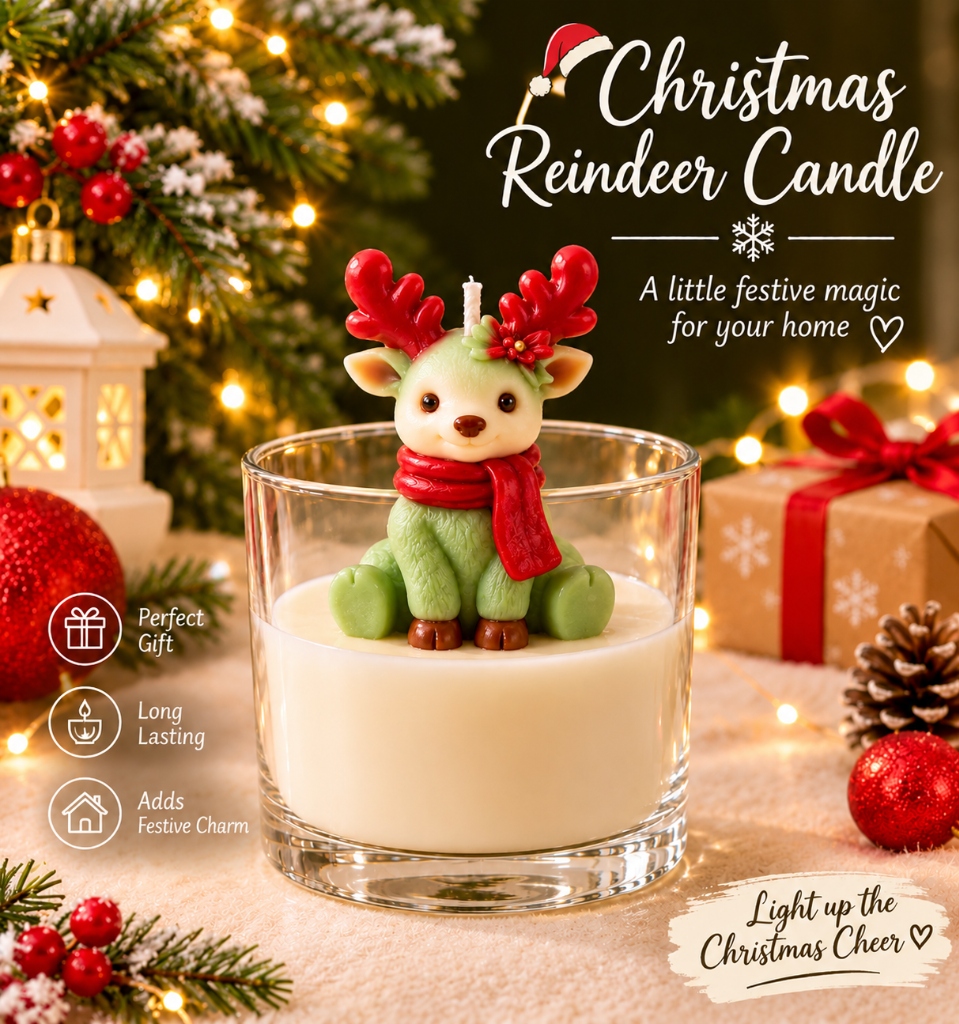 Christmas
Reindeer Candle
A little festive magic
for your home
Perfect
Gift
Long
Lasting
Adds
Festive Charm
Light up the
Christmas Cheer